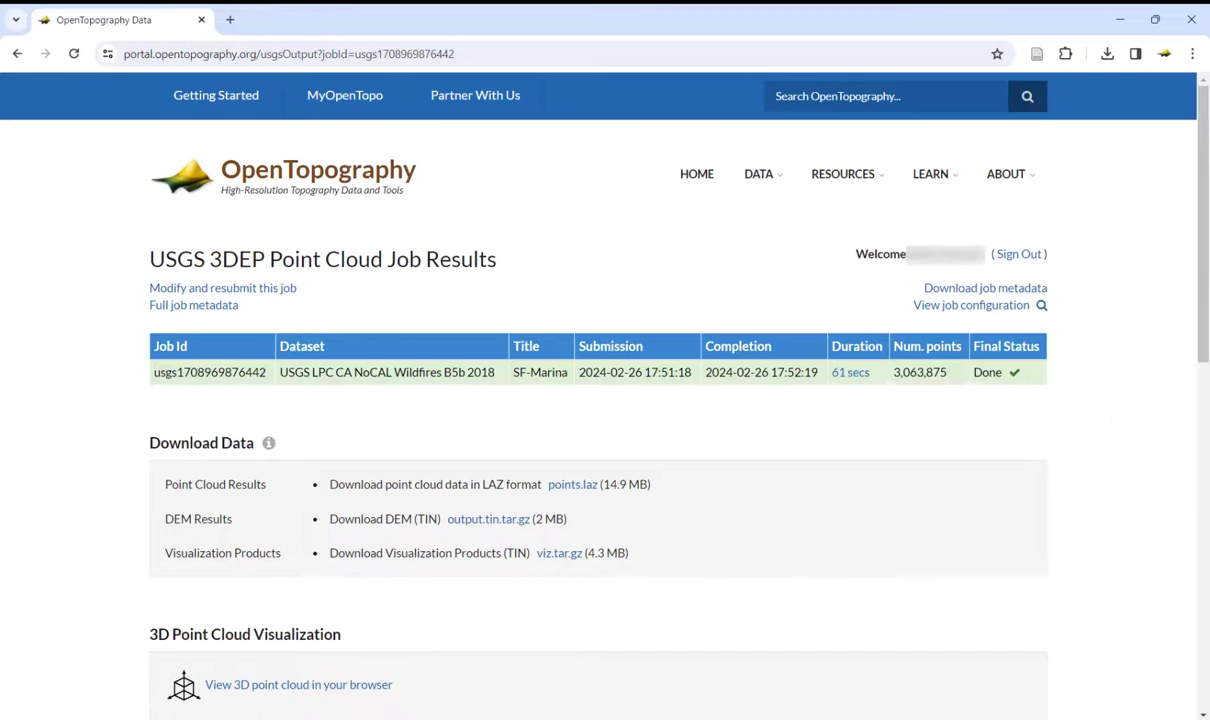 OpenTopography Data
portal.opentopography.org/usgsOutput?jobId=usgs1708969876442
Getting Started MyOpenTopo Partner With Us Search OpenTopography...
OpenTopography
High-Resolution Topography Data and Tools
HOME DATA RESOURCES LEARN ABOUT
USGS 3DEP Point Cloud Job Results
Welcome ( Sign Out )
Modify and resubmit this job Download job metadata
Full job metadata View job configuration
Job Id Dataset Title Submission Completion Duration Num. points Final Status
usgs1708969876442 USGS LPC CA NoCAL Wildfires B5b 2018 SF-Marina 2024-02-26 17:51:18 2024-02-26 17:52:19 61 secs 3,063,875 Done
Download Data
Point Cloud Results • Download point cloud data in LAZ format points.laz (14.9 MB)
DEM Results • Download DEM (TIN) output.tin.tar.gz (2 MB)
Visualization Products • Download Visualization Products (TIN) viz.tar.gz (4.3 MB)
3D Point Cloud Visualization
View 3D point cloud in your browser